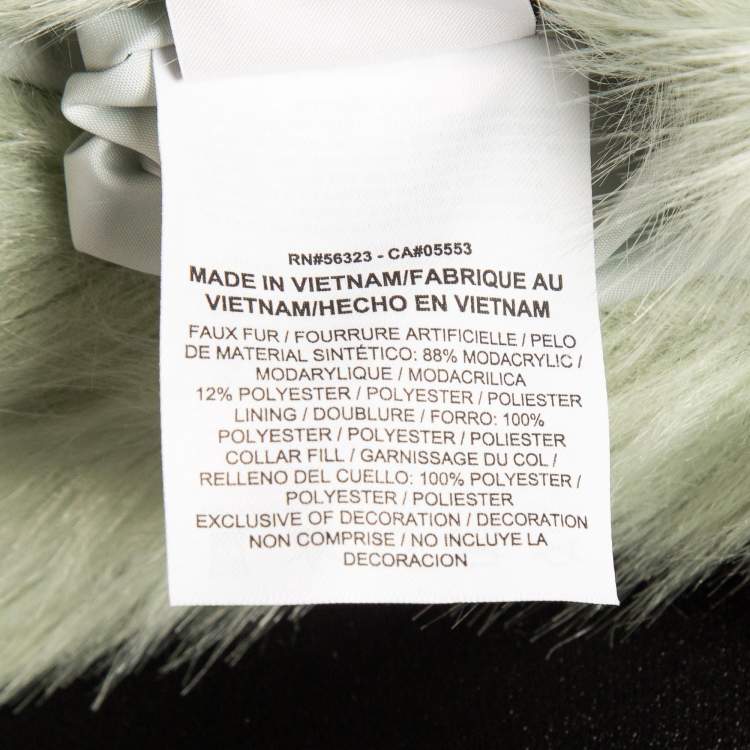 RN#56323 - CA#05553
MADE IN VIETNAM/FABRIQUE AU
VIETNAM/HECHO EN VIETNAM
FAUX FUR / FOURRURE ARTIFICIELLE / PELO
DE MATERIAL SINTÉTICO: 88% MODACRYLIC /
MODARYLIQUE / MODACRILICA
12% POLYESTER / POLYESTER / POLIESTER
LINING / DOUBLURE / FORRO: 100%
POLYESTER / POLYESTER / POLIESTER
COLLAR FILL / GARNISSAGE DU COL /
RELLENO DEL CUELLO: 100% POLYESTER /
POLYESTER / POLIESTER
EXCLUSIVE OF DECORATION / DECORATION
NON COMPRISE / NO INCLUYE LA
DECORACION